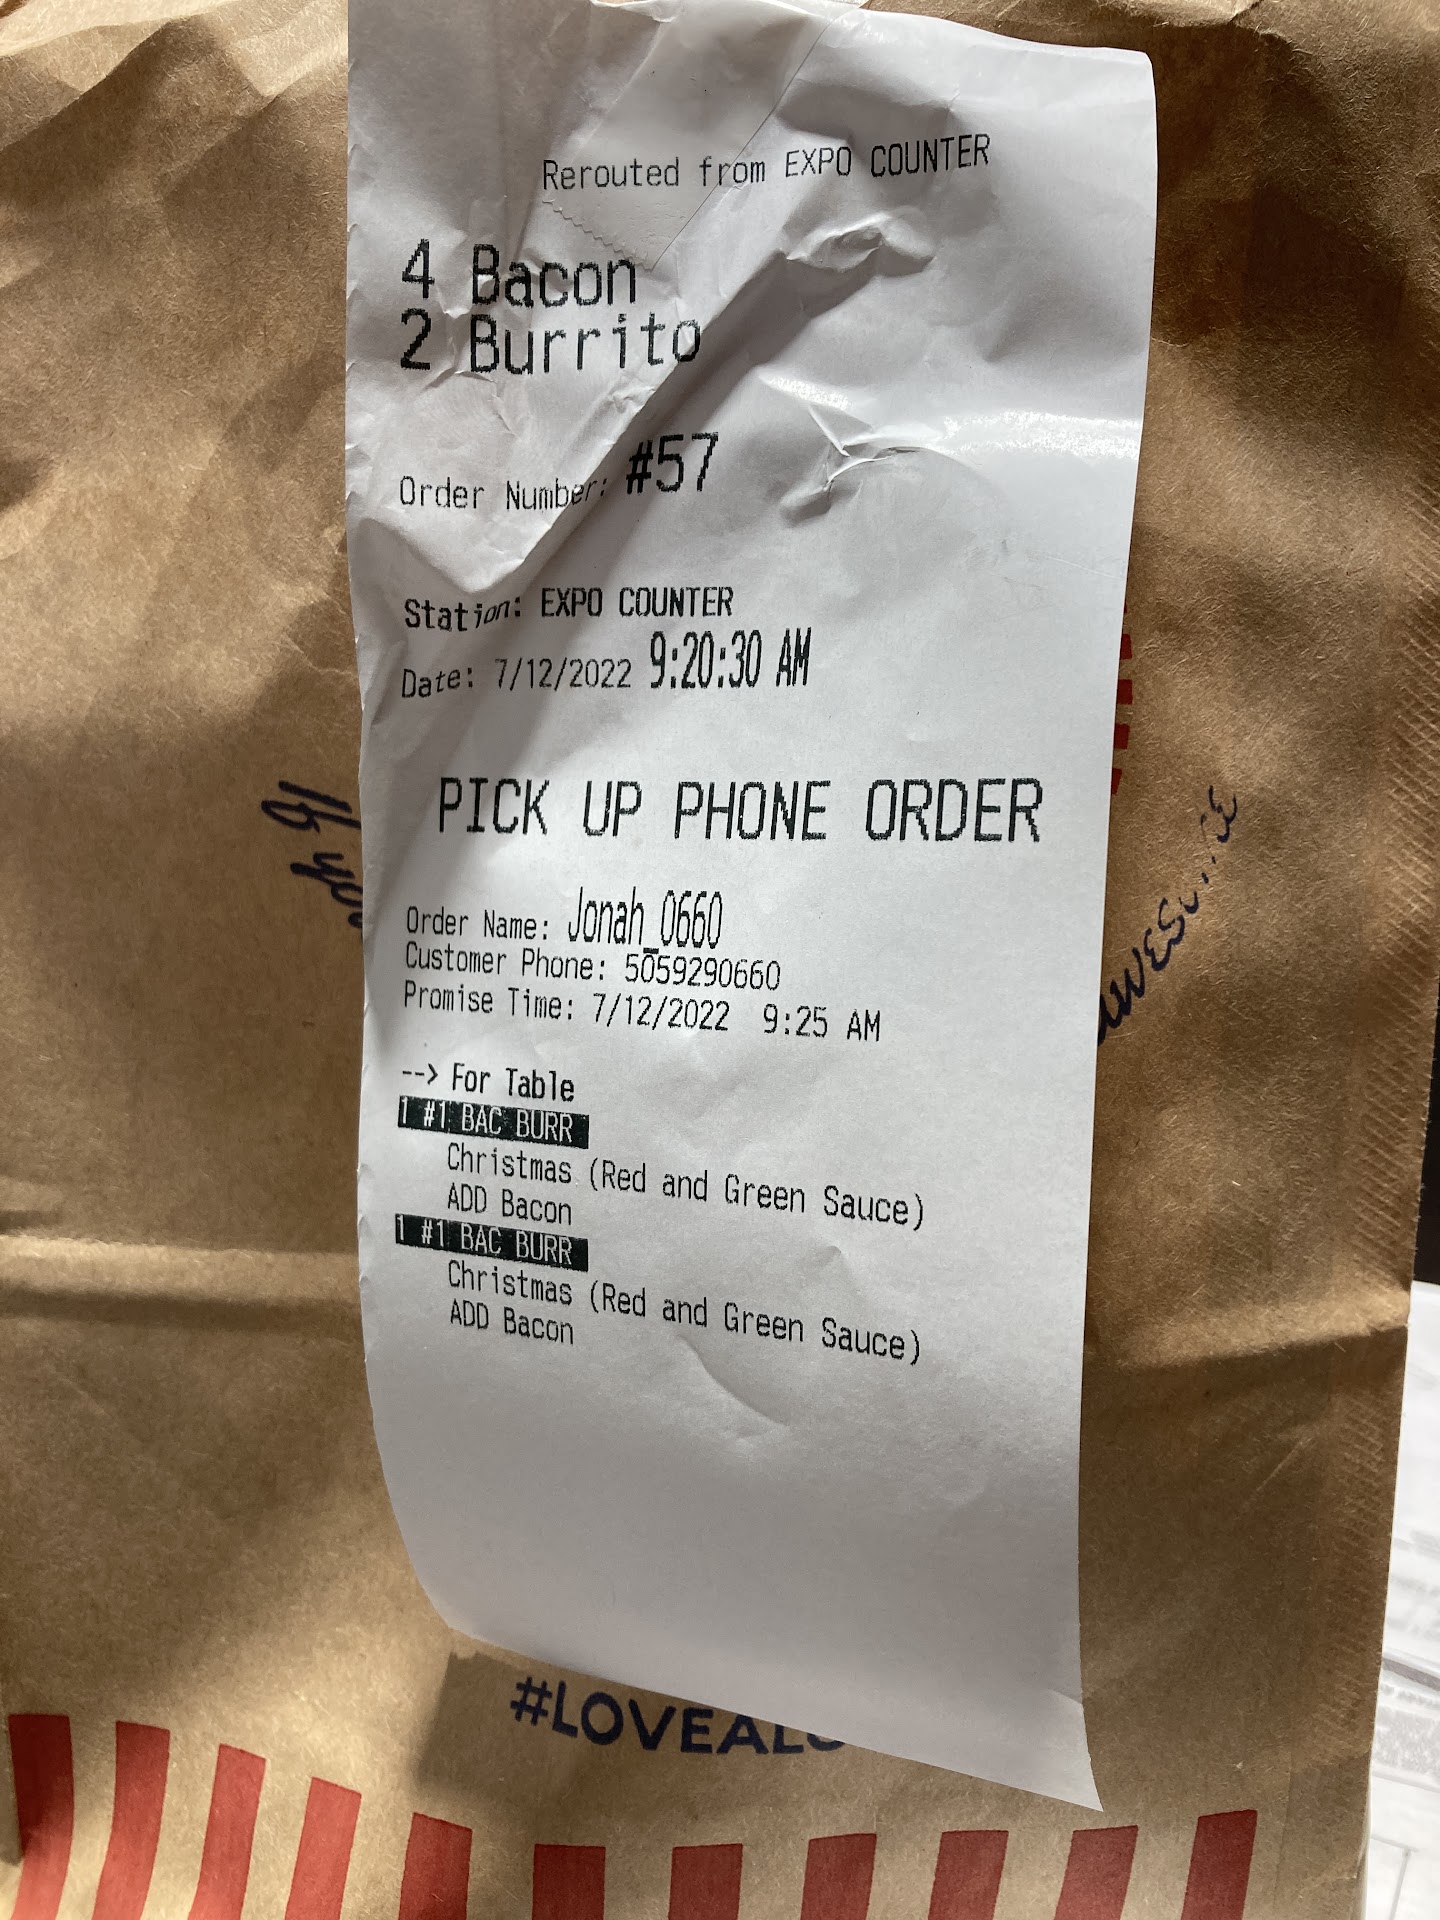 Rerouted from EXPO COUNTER
4 Bacon
2 Burrito
Order Number: #57
Station: EXPO COUNTER
Date: 7/12/2022 9:20:30 AM
PICK UP PHONE ORDER
Order Name: Jonah_0660
Customer Phone: 5059290660
Promise Time: 7/12/2022 9:25 AM
--> For Table
1 #1 BAC BURR
Christmas (Red and Green Sauce)
ADD Bacon
1 #1 BAC BURR
Christmas (Red and Green Sauce)
ADD Bacon